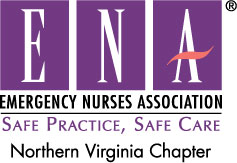 ENA®
EMERGENCY NURSES ASSOCIATION
SAFE PRACTICE, SAFE CARE
Northern Virginia Chapter